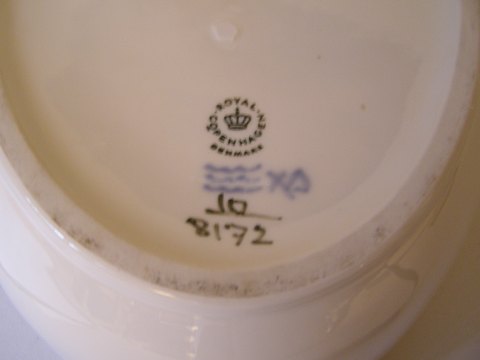 ROYAL
COPENHAGEN
DENMARK
10
8172